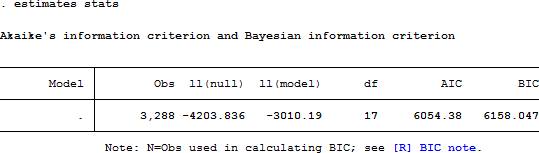 . estimates stats
Akaike's information criterion and Bayesian information criterion
Model Obs ll(null) ll(model) df AIC BIC
. 3,288 -4203.836 -3010.19 17 6054.38 6158.047
Note: N=Obs used in calculating BIC; see [R] BIC note.